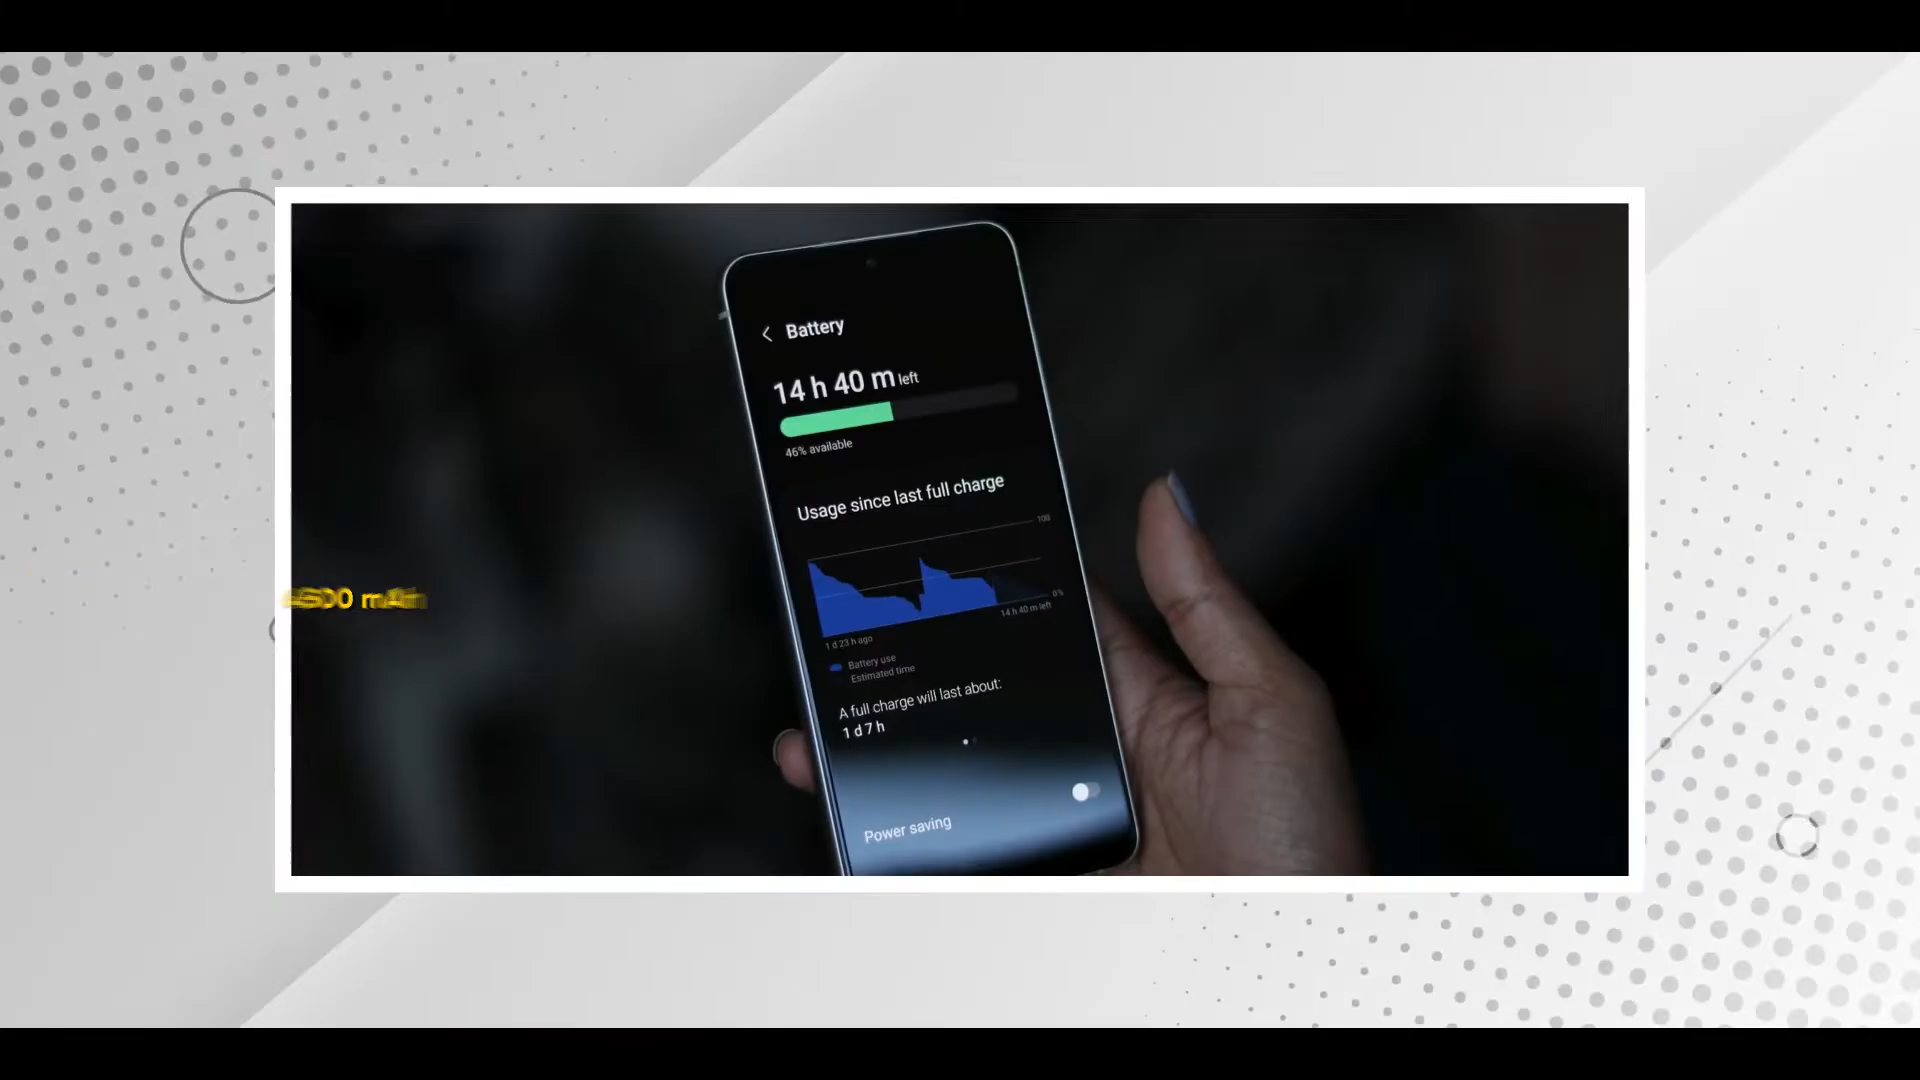 Battery
14 h 40 m left
46% available
Usage since last full charge
100
0%
14 h 40 m left
1 d 23 h ago
Battery use
Estimated time
A full charge will last about:
1 d 7 h
Power saving